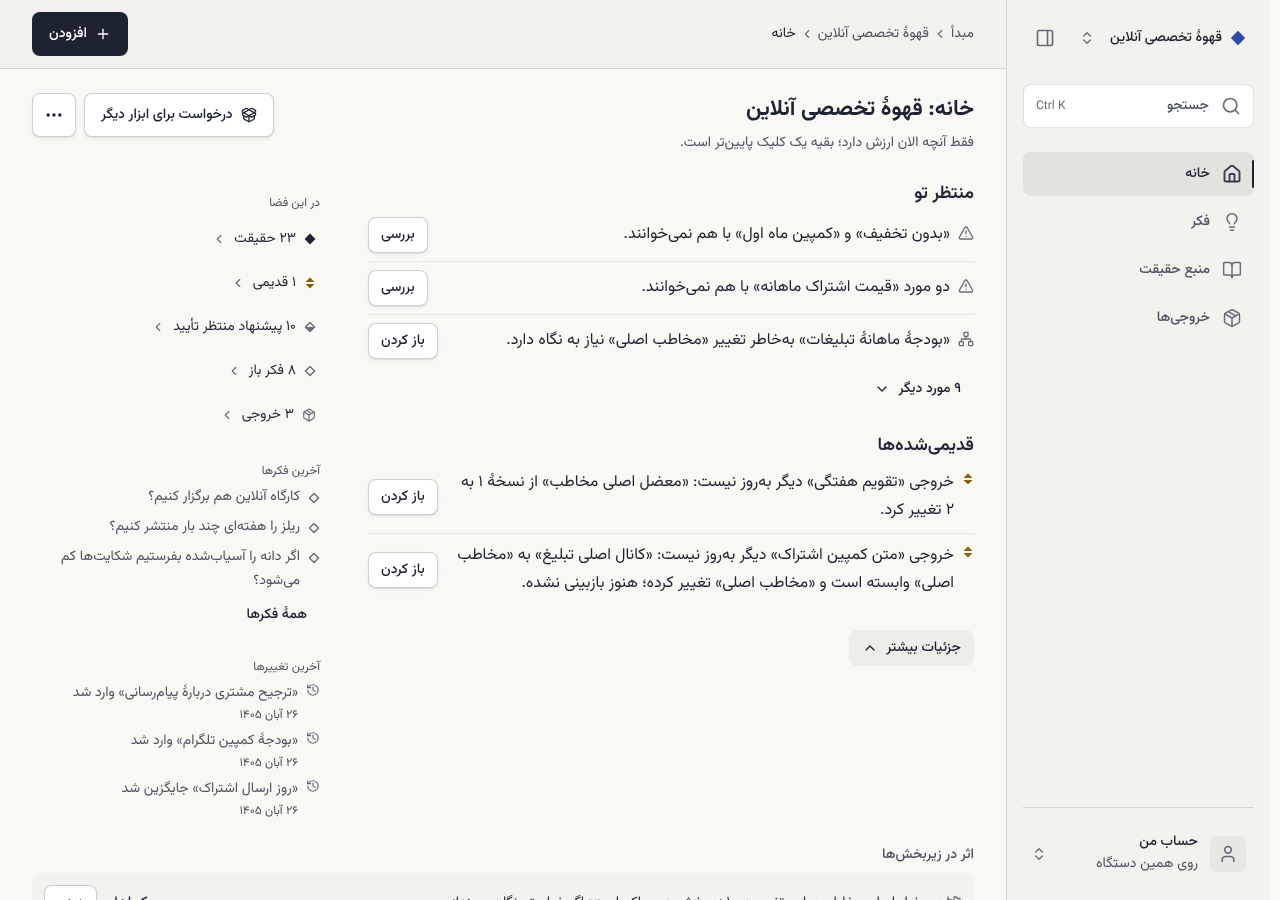 قهوهٔ تخصصی آنلاین
جستجو
Ctrl K
خانه
فکر
منبع حقیقت
خروجی‌ها
حساب من
روی همین دستگاه
مبدأ
قهوهٔ تخصصی آنلاین
خانه
افزودن
خانه: قهوهٔ تخصصی آنلاین
فقط آنچه الان ارزش دارد؛ بقیه یک کلیک پایین‌تر است.
درخواست برای ابزار دیگر
منتظر تو
«بدون تخفیف» و «کمپین ماه اول» با هم نمی‌خوانند.
بررسی
دو مورد «قیمت اشتراک ماهانه» با هم نمی‌خوانند.
بررسی
«بودجهٔ ماهانهٔ تبلیغات» به‌خاطر تغییر «مخاطب اصلی» نیاز به نگاه دارد.
باز کردن
۹ مورد دیگر
قدیمی‌شده‌ها
خروجی «تقویم هفتگی» دیگر به‌روز نیست: «معضل اصلی مخاطب» از نسخهٔ ۱ به
۲ تغییر کرد.
باز کردن
خروجی «متن کمپین اشتراک» دیگر به‌روز نیست: «کانال اصلی تبلیغ» به «مخاطب
اصلی» وابسته است و «مخاطب اصلی» تغییر کرده؛ هنوز بازبینی نشده.
باز کردن
جزئیات بیشتر
در این فضا
۲۳ حقیقت
۱ قدیمی
۱۰ پیشنهاد منتظر تأیید
۸ فکر باز
۳ خروجی
آخرین فکرها
کارگاه آنلاین هم برگزار کنیم؟
ریلز را هفته‌ای چند بار منتشر کنیم؟
اگر دانه را آسیاب‌شده بفرستیم شکایت‌ها کم
می‌شود؟
همهٔ فکرها
آخرین تغییرها
«ترجیح مشتری دربارهٔ پیام‌رسانی» وارد شد
۲۶ آبان ۱۴۰۵
«بودجهٔ کمپین تلگرام» وارد شد
۲۶ آبان ۱۴۰۵
«روز ارسال اشتراک» جایگزین شد
۲۶ آبان ۱۴۰۵
اثر در زیربخش‌ها